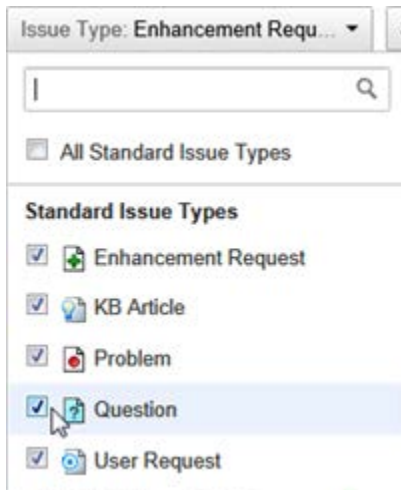 Issue Type: Enhancement Requ...
All Standard Issue Types
Standard Issue Types
Enhancement Request
KB Article
Problem
Question
User Request